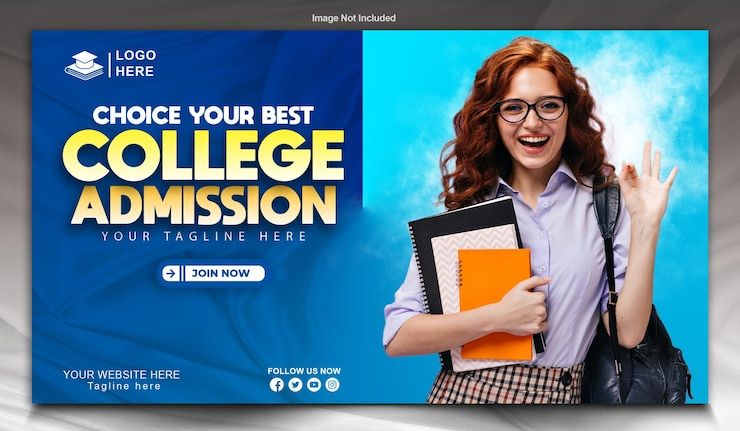 Image Not Included
LOGO
HERE
CHOICE YOUR BEST
COLLEGE
ADMISSION
YOUR TAGLINE HERE
JOIN NOW
YOUR WEBSITE HERE
Tagline here
FOLLOW US NOW